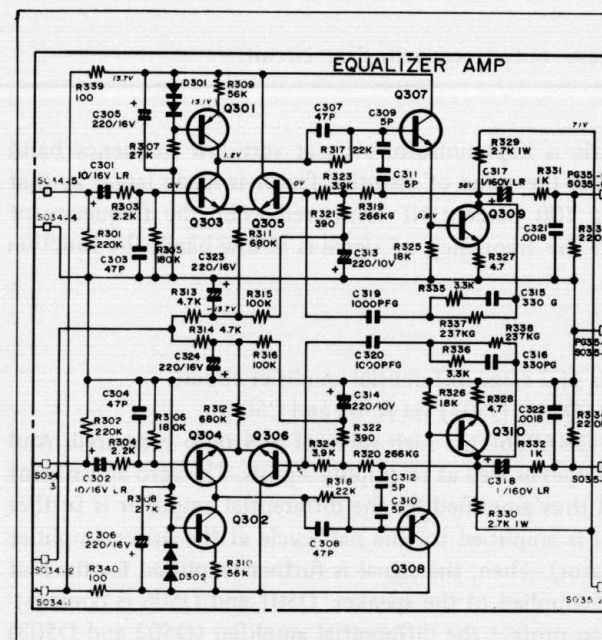 EQUALIZER AMP
R339
100
13.7V
D301
R309
56K
C305
220/16V
13.1V
Q301
C307
47P
C309
5P
Q307
71V
R307
27K
R317
22K
R329
2.7K 1W
1.2V
C311
5P
C317
1/160V LR
R331
1K
10/16V LR
0V
0V
R323
3.9K
36V
S034-4
R303
2.2K
Q303
Q305
R321
390
R319
266KG
0.6V
Q309
C321
.0018
R301
220K
R305
180K
R311
680K
R325
18K
R327
4.7
C303
47P
C323
220/16V
C313
220/10V
R313
4.7K
-13.7V
R315
100K
C319
1000PFG
R335
3.3K
C315
330 G
R337
237KG
R338
237KG
R314 4.7K
C324
220/16V
R316
100K
C320
1000PFG
R336
3.3K
C316
330PG
C304
47P
C314
220/10V
R326
18K
R328
4.7
R302
220K
R306
180K
R312
680K
R322
390
C322
.0018
Q310
R304
2.2K
Q304
Q306
R324
3.9K
R320 266KG
R332
1K
C302
10/16V LR
R318
22K
C312
5P
C310
5P
C318
1/160V LR
R308
2.7K
R330
2.7K 1W
Q302
C306
220/16V
C308
47P
Q308
R340
100
D302
R310
56K
S034-1